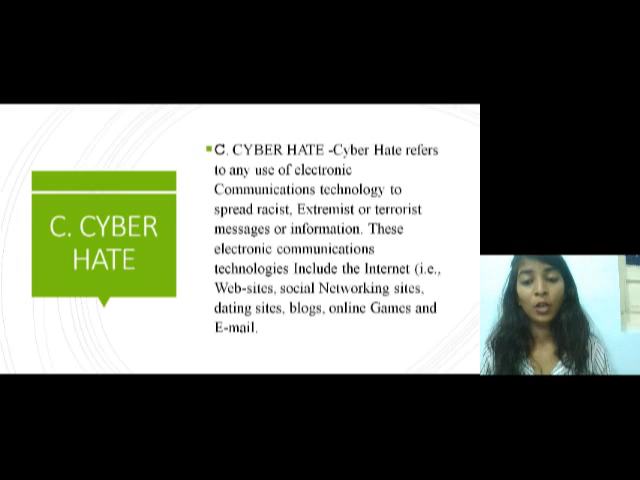 C. CYBER
HATE
C. CYBER HATE -Cyber Hate refers
to any use of electronic
Communications technology to
spread racist, Extremist or terrorist
messages or information. These
electronic communications
technologies Include the Internet (i.e.,
Web-sites, social Networking sites,
dating sites, blogs, online Games and
E-mail.